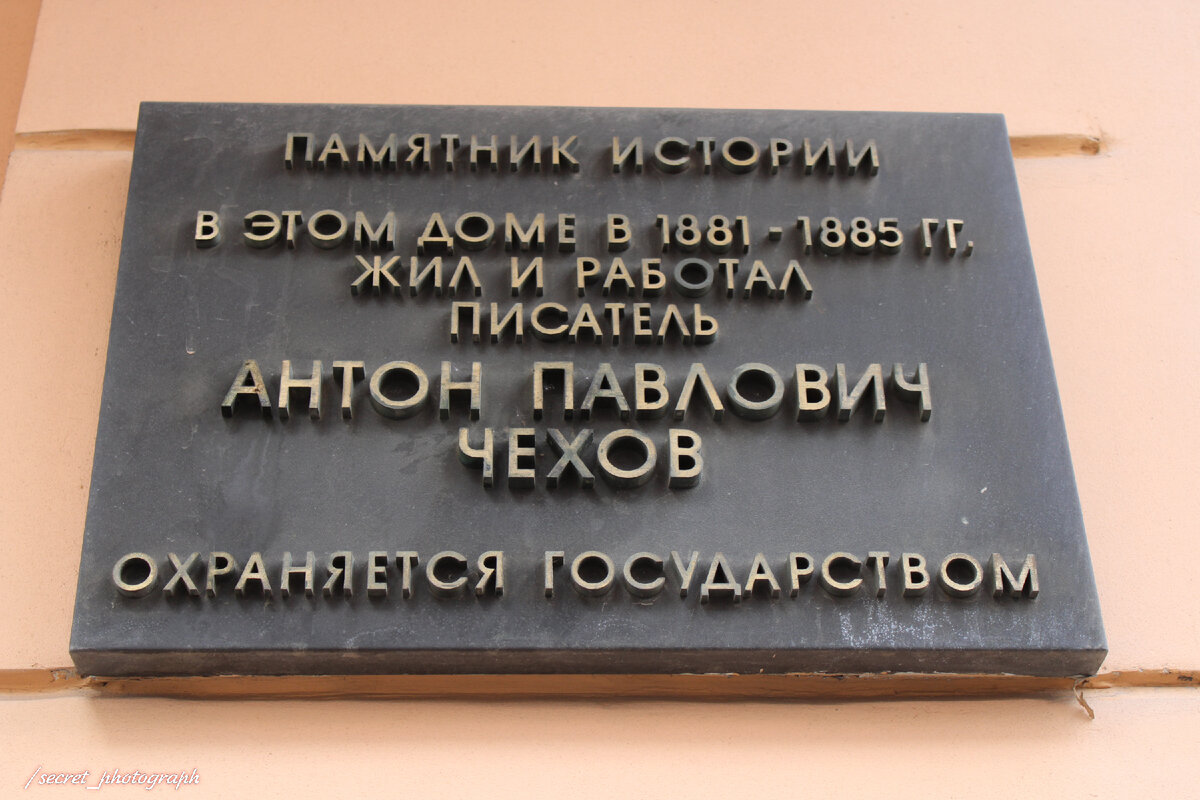 ПАМЯТНИК ИСТОРИИ
В ЭТОМ ДОМЕ В 1881 - 1885 ГГ.
ЖИЛ И РАБОТАЛ
ПИСАТЕЛЬ
АНТОН ПАВЛОВИЧ
ЧЕХОВ
ОХРАНЯЕТСЯ ГОСУДАРСТВОМ
/secret_photograph